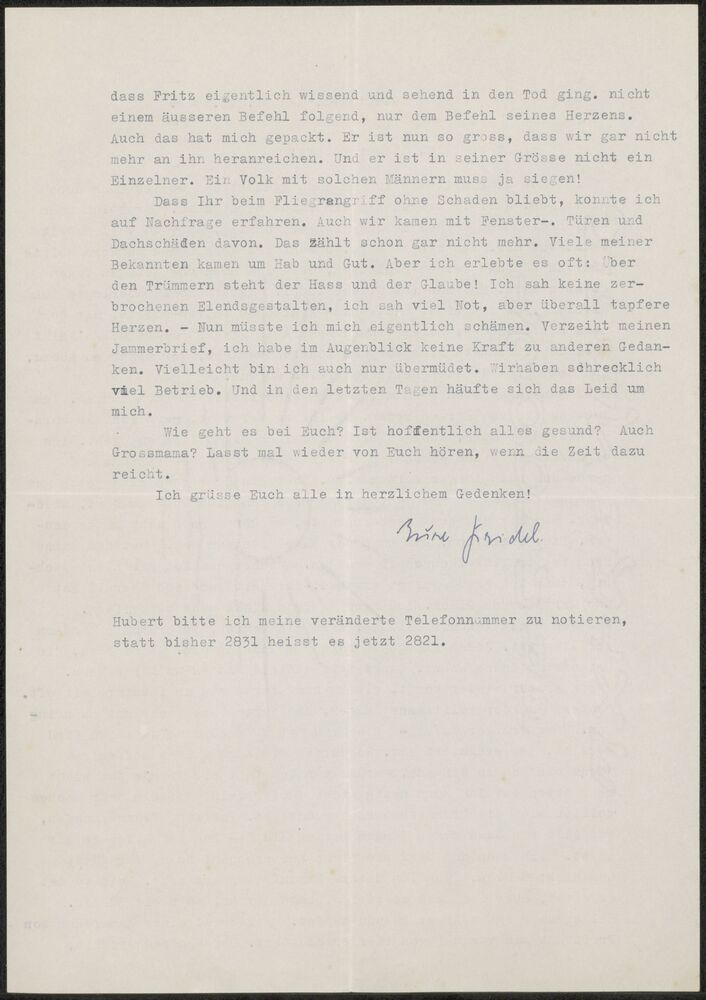 dass Fritz eigentlich wissend und sehend in den Tod ging. nicht
einem äusseren Befehl folgend, nur dem Befehl seines Herzens.
Auch das hat mich gepackt. Er ist nun so gross, dass wir gar nicht
mehr an ihn heranreichen. Und er ist in seiner Grösse nicht ein
Einzelner. Ein Volk mit solchen Männern muss ja siegen!
Dass Ihr beim Fliegrangriff ohne Schaden bliebt, konnte ich
auf Nachfrage erfahren. Auch wir kamen mit Fenster-. Türen und
Dachschäden davon. Das zählt schon gar nicht mehr. Viele meiner
Bekannten kamen um Hab und Gut. Aber ich erlebte es oft: Über
den Trümmern steht der Hass und der Glaube! Ich sah keine zer-
brochenen Elendsgestalten, ich sah viel Not, aber überall tapfere
Herzen. - Nun müsste ich mich eigentlich schämen. Verzeiht meinen
Jammerbrief, ich habe im Augenblick keine Kraft zu anderen Gedan-
ken. Vielleicht bin ich auch nur übermüdet. Wirhaben schrecklich
viel Betrieb. Und in den letzten Tagen häufte sich das Leid um
mich.
Wie geht es bei Euch? Ist hoffentlich alles gesund? Auch
Grossmama? Lasst mal wieder von Euch hören, wenn die Zeit dazu
reicht.
Ich grüsse Euch alle in herzlichem Gedenken!
Hubert bitte ich meine veränderte Telefonnummer zu notieren,
statt bisher 2831 heisst es jetzt 2821.